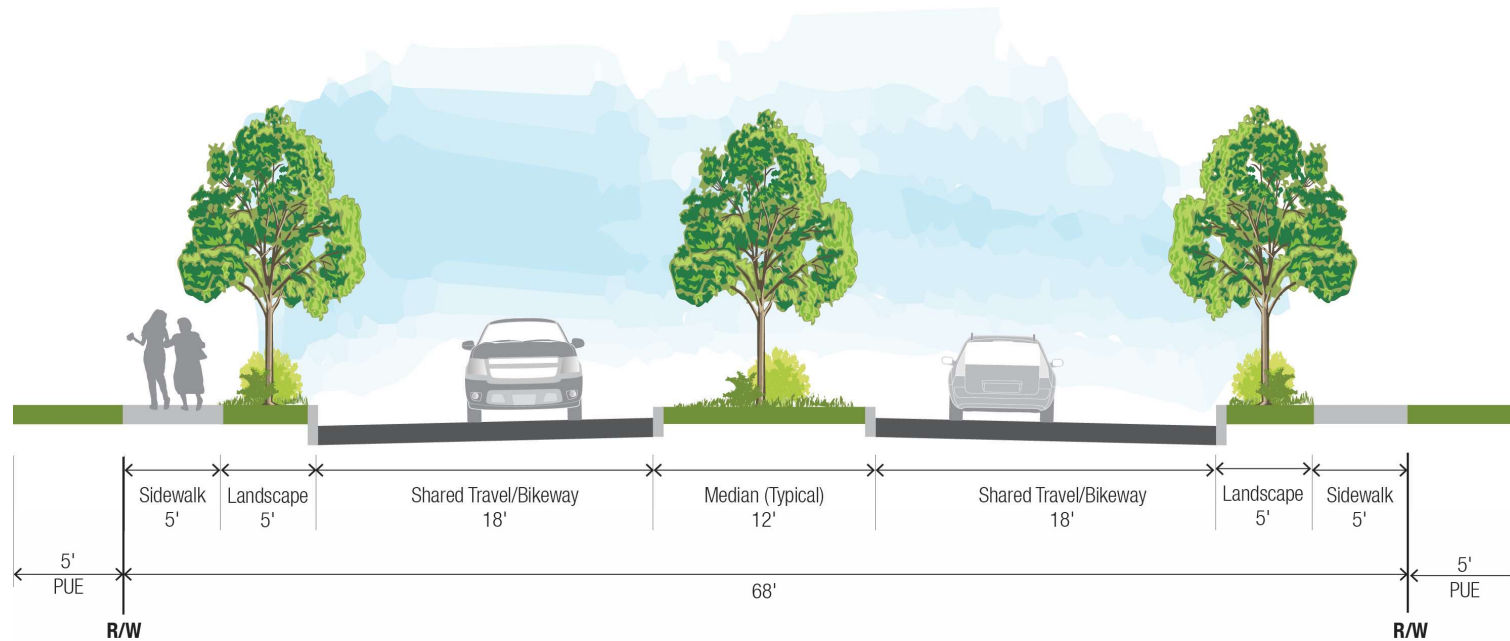 Sidewalk
5'
Landscape
5'
Shared Travel/Bikeway
18'
Median (Typical)
12'
Shared Travel/Bikeway
18'
Landscape
5'
Sidewalk
5'
5'
PUE
68'
5'
PUE
R/W
R/W